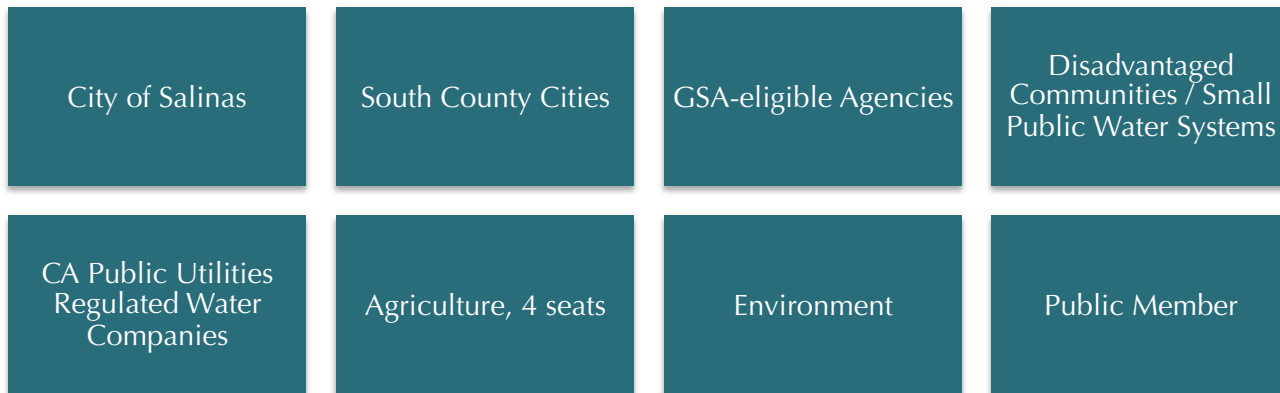 City of Salinas
South County Cities
GSA-eligible Agencies
Disadvantaged
Communities / Small
Public Water Systems
CA Public Utilities
Regulated Water
Companies
Agriculture, 4 seats
Environment
Public Member